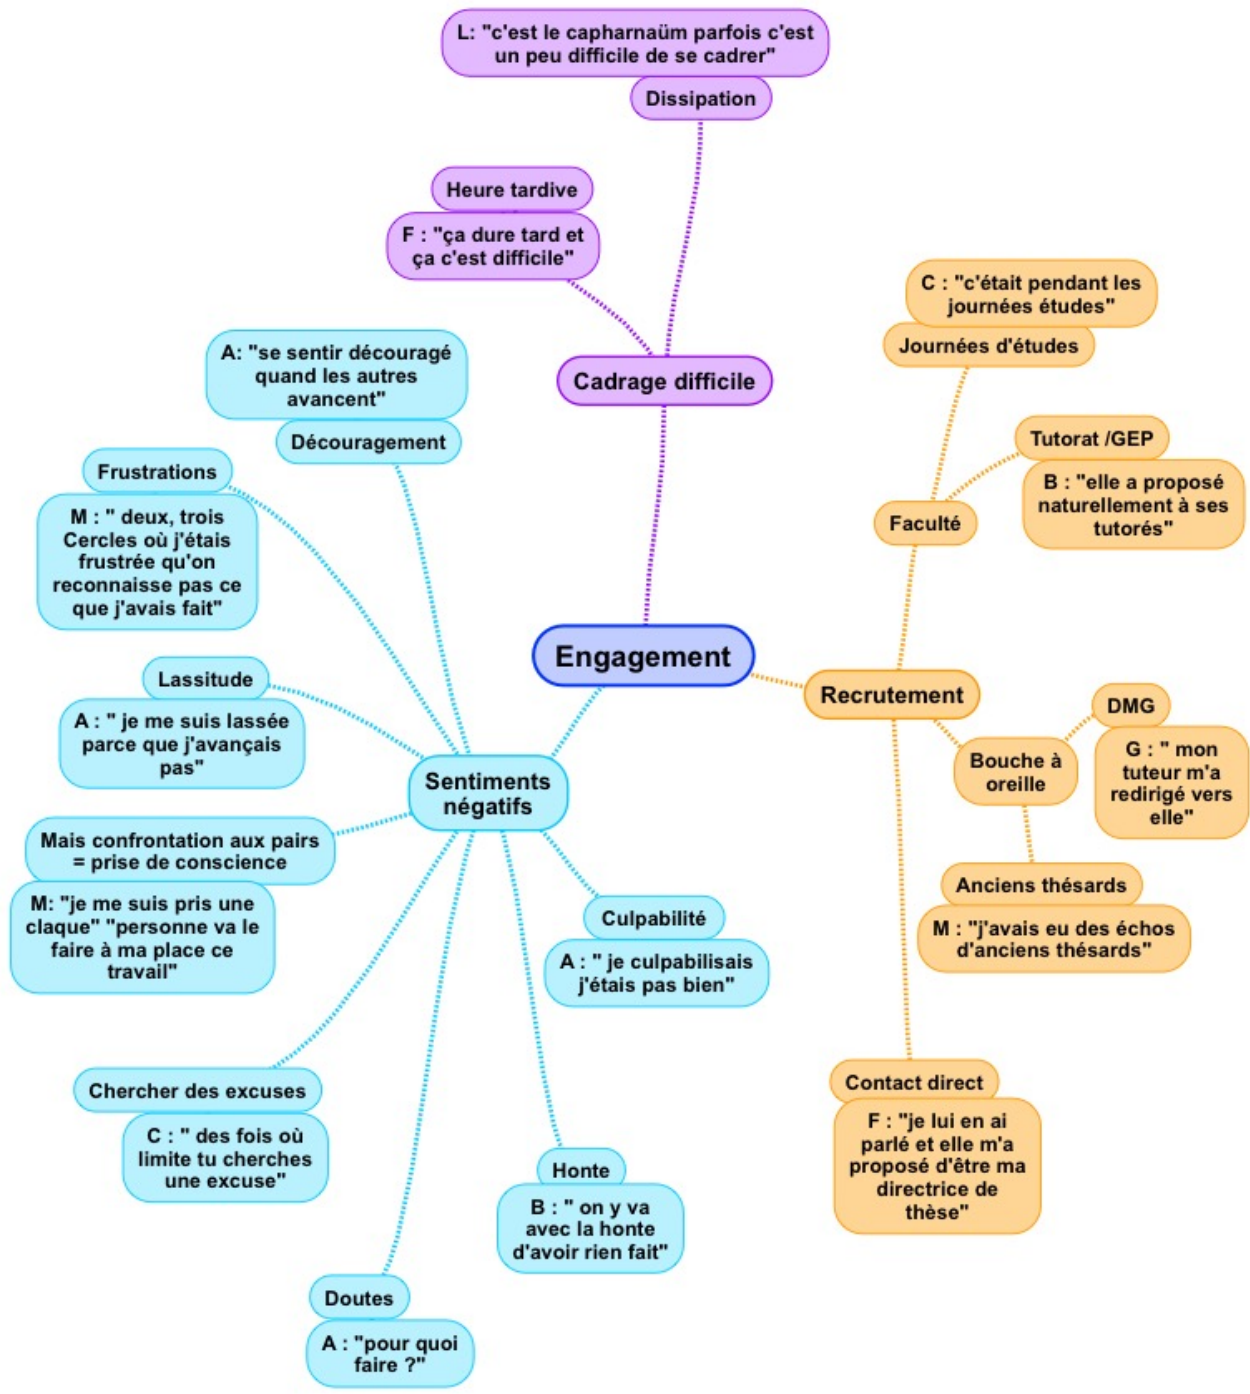 L: "c'est le capharnaüm parfois c'est
un peu difficile de se cadrer"
Dissipation
Heure tardive
F : "ça dure tard et
ça c'est difficile"
Cadrage difficile
C : "c'était pendant les
journées études"
Journées d'études
Tutorat /GEP
B : "elle a proposé
naturellement à ses
tutorés"
Faculté
A: "se sentir découragé
quand les autres
avancent"
Découragement
Frustrations
M : " deux, trois
Cercles où j'étais
frustrée qu'on
reconnaisse pas ce
que j'avais fait"
Engagement
Recrutement
Lassitude
A : " je me suis lassée
parce que j'avançais
pas"
DMG
G : " mon
tuteur m'a
redirigé vers
elle"
Bouche à
oreille
Sentiments
négatifs
Mais confrontation aux pairs
= prise de conscience
M: "je me suis pris une
claque" "personne va le
faire à ma place ce
travail"
Culpabilité
A : " je culpabilisais
j'étais pas bien"
Anciens thésards
M : "j'avais eu des échos
d'anciens thésards"
Chercher des excuses
C : " des fois où
limite tu cherches
une excuse"
Contact direct
F : "je lui en ai
parlé et elle m'a
proposé d'être ma
directrice de
thèse"
Honte
B : " on y va
avec la honte
d'avoir rien fait"
Doutes
A : "pour quoi
faire ?"